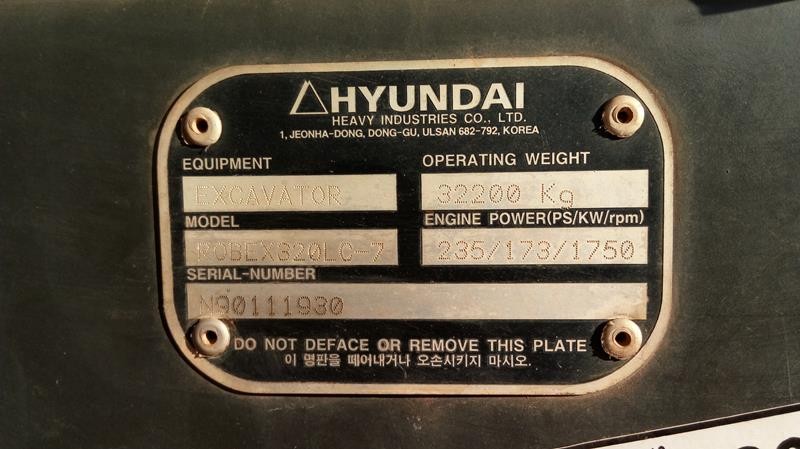 HYUNDAI
HEAVY INDUSTRIES CO., LTD.
1, JEONHA-DONG, DONG-GU, ULSAN 682-792, KOREA
EQUIPMENT OPERATING WEIGHT
EXCAVATOR 32200 Kg
MODEL ENGINE POWER(PS/KW/rpm)
ROBEX320LC-7 235/173/1750
SERIAL-NUMBER
N90111930
DO NOT DEFACE OR REMOVE THIS PLATE
이 명판을 떼어내거나 오손시키지 마시오.